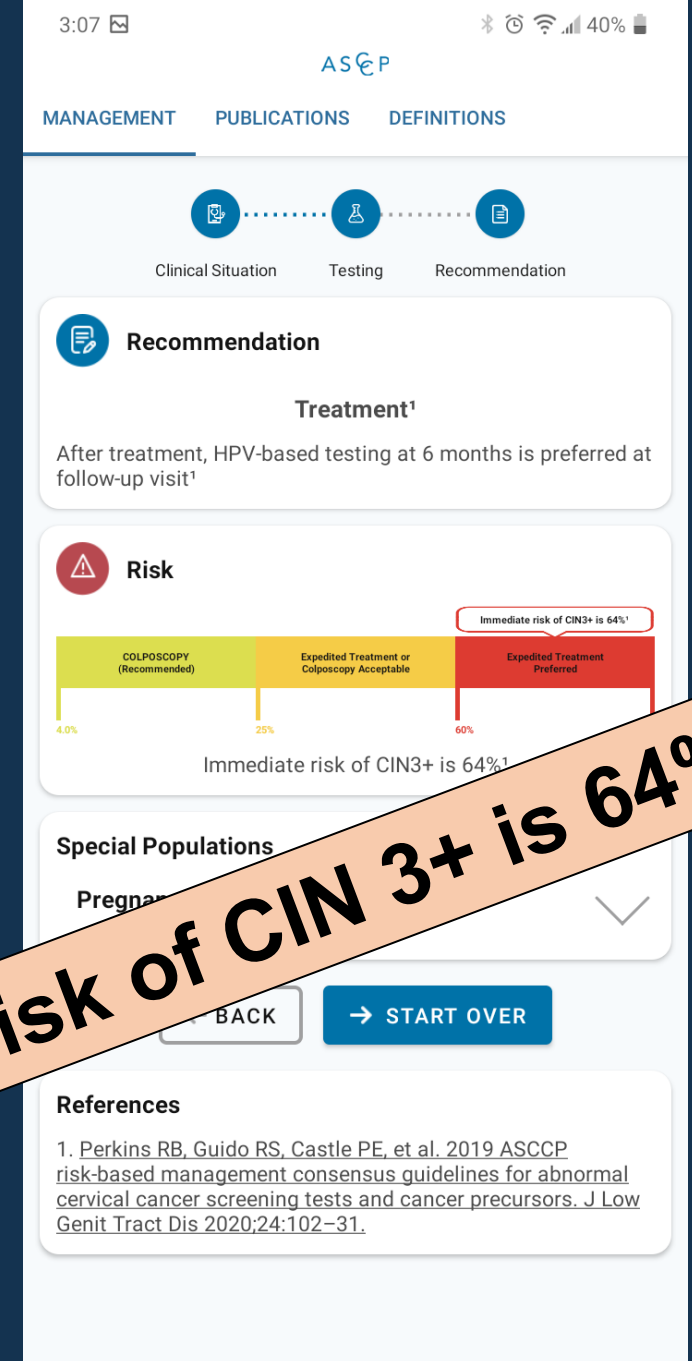 3:07
40%
ASCCP
MANAGEMENT PUBLICATIONS DEFINITIONS
Clinical Situation Testing Recommendation
Recommendation
Treatment¹
After treatment, HPV-based testing at 6 months is preferred at
follow-up visit¹
Risk
Immediate risk of CIN3+ is 64%¹
COLPOSCOPY
(Recommended)
Expedited Treatment or
Colposcopy Acceptable
Expedited Treatment
Preferred
4.0% 25% 60%
Immediate risk of CIN3+ is 64%¹
Special Populations
isk of CIN 3+ is 64%
BACK
START OVER
References
1. Perkins RB, Guido RS, Castle PE, et al. 2019 ASCCP
risk-based management consensus guidelines for abnormal
cervical cancer screening tests and cancer precursors. J Low
Genit Tract Dis 2020;24:102–31.